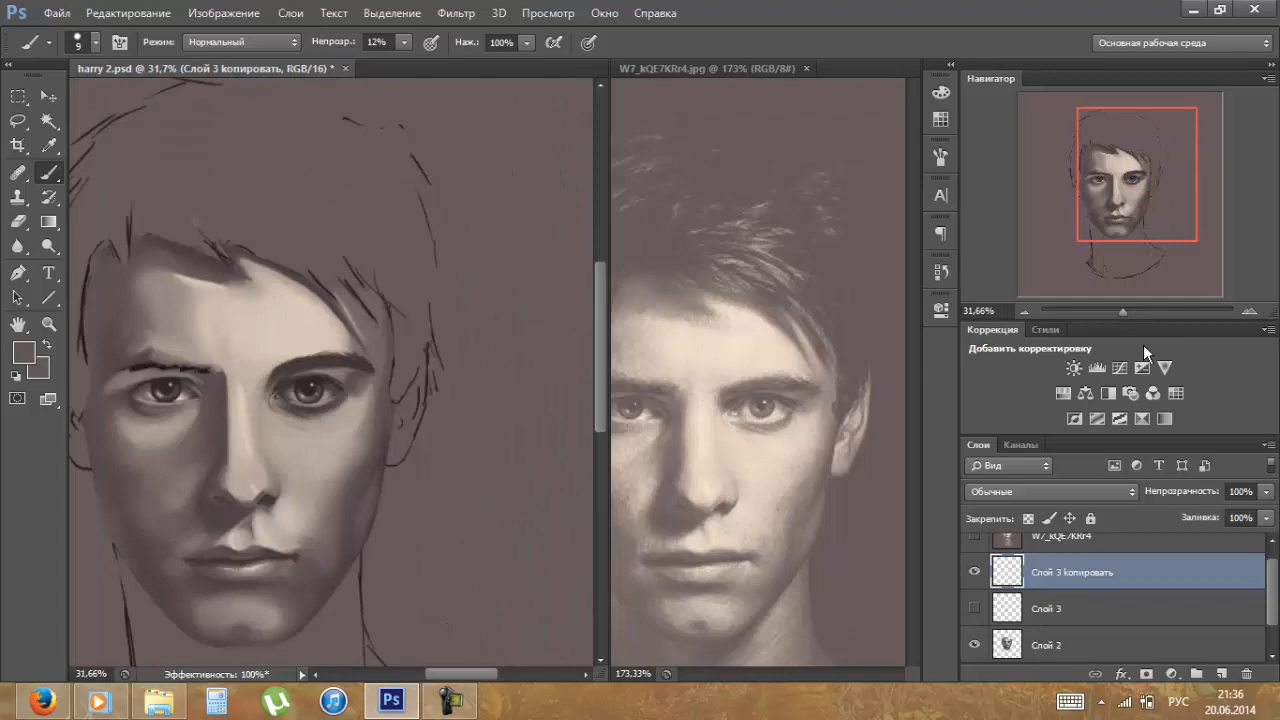 Ps Файл Редактирование Изображение Слои Текст Выделение Фильтр 3D Просмотр Окно Справка
9 Режим: Нормальный Непрозр.: 12% Наж.: 100% Основная рабочая среда
harry 2.psd @ 31,7% (Слой 3 копировать, RGB/16) * ×
W7_kQE7KRr4.jpg @ 173% (RGB/8#) ×
Навигатор
31,66%
Коррекция Стили
Добавить корректировку
Слои Каналы
Вид
Обычные Непрозрачность: 100%
Закрепить: Заливка: 100%
W7_kQE7KRr4
Слой 3 копировать
Слой 3
Слой 2
31,66% Эффективность: 100%*
173,33%
Ps РУС 21:36
20.06.2014